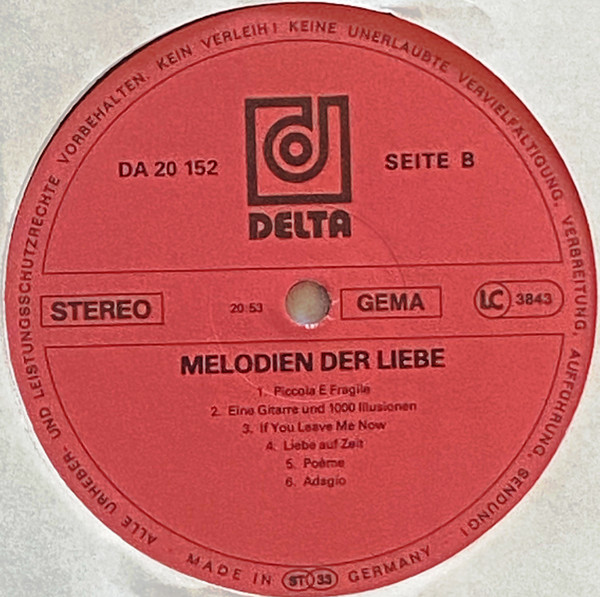 ALLE URHEBER- UND LEISTUNGSSCHUTZRECHTE VORBEHALTEN. KEIN VERLEIH! KEINE UNERLAUBTE VERVIELFÄLTIGUNG, VERBREITUNG, AUFFÜHRUNG, SENDUNG!
DA 20 152
DELTA
SEITE B
STEREO
20:53
GEMA
LC 3843
MELODIEN DER LIEBE
1. Piccola E Fragile
2. Eine Gitarre und 1000 Illusionen
3. If You Leave Me Now
4. Liebe auf Zeit
5. Poème
6. Adagio
MADE IN ST 33 GERMANY